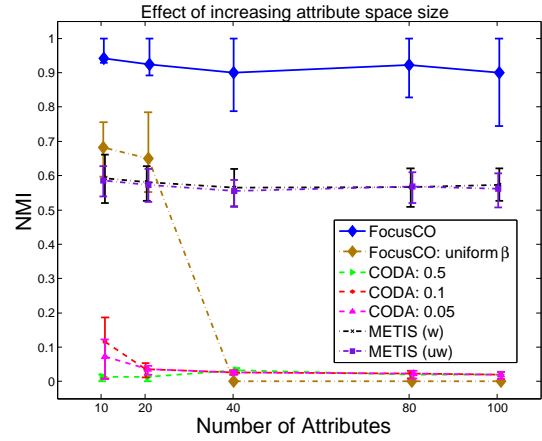 Effect of increasing attribute space size
1
0.9
0.8
0.7
0.6
0.5
0.4
0.3
0.2
0.1
0
NMI
FocusCO
FocusCO: uniform β
CODA: 0.5
CODA: 0.1
CODA: 0.05
METIS (w)
METIS (uw)
10 20 40 80 100
Number of Attributes